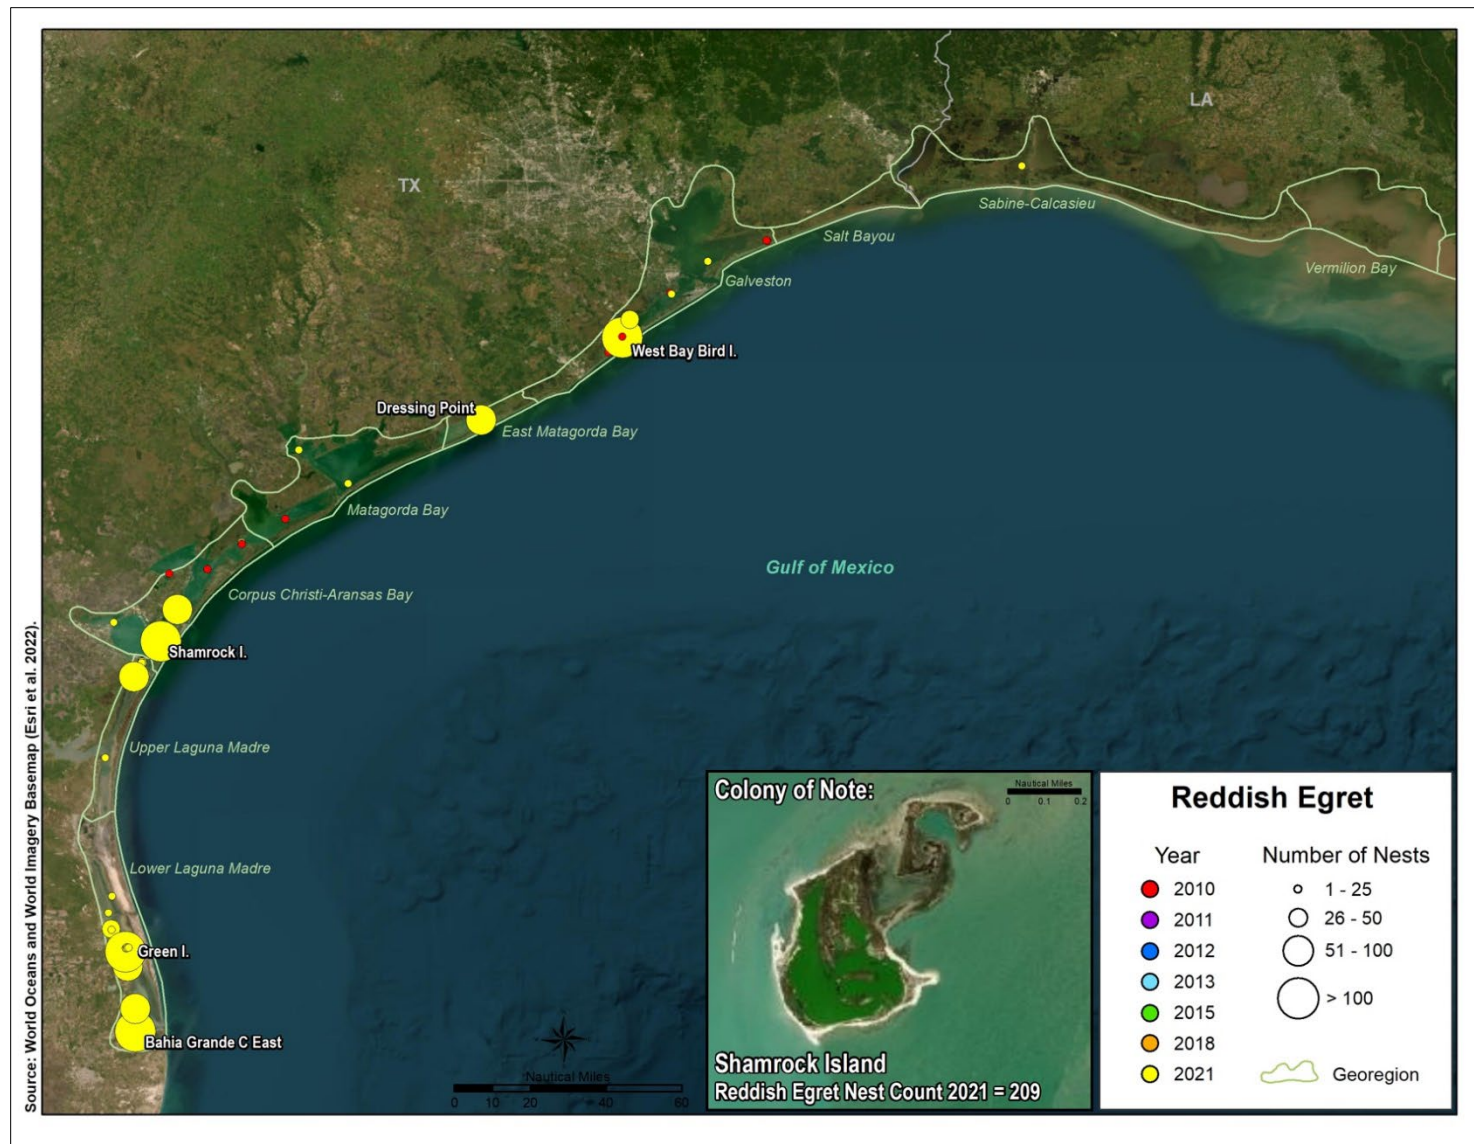 LA
TX
Sabine-Calcasieu
Salt Bayou
Vermilion Bay
Galveston
West Bay Bird I.
Dressing Point
East Matagorda Bay
Matagorda Bay
Gulf of Mexico
Corpus Christi-Aransas Bay
Shamrock I.
Upper Laguna Madre
Lower Laguna Madre
Green I.
Bahia Grande C East
Nautical Miles
0 10 20 40 60
Source: World Oceans and World Imagery Basemap (Esri et al. 2022).
Colony of Note:
Nautical Miles
0 0.1 0.2
Shamrock Island
Reddish Egret Nest Count 2021 = 209
Reddish Egret
Year
2010
2011
2012
2013
2015
2018
2021
Number of Nests
1 - 25
26 - 50
51 - 100
> 100
Georegion